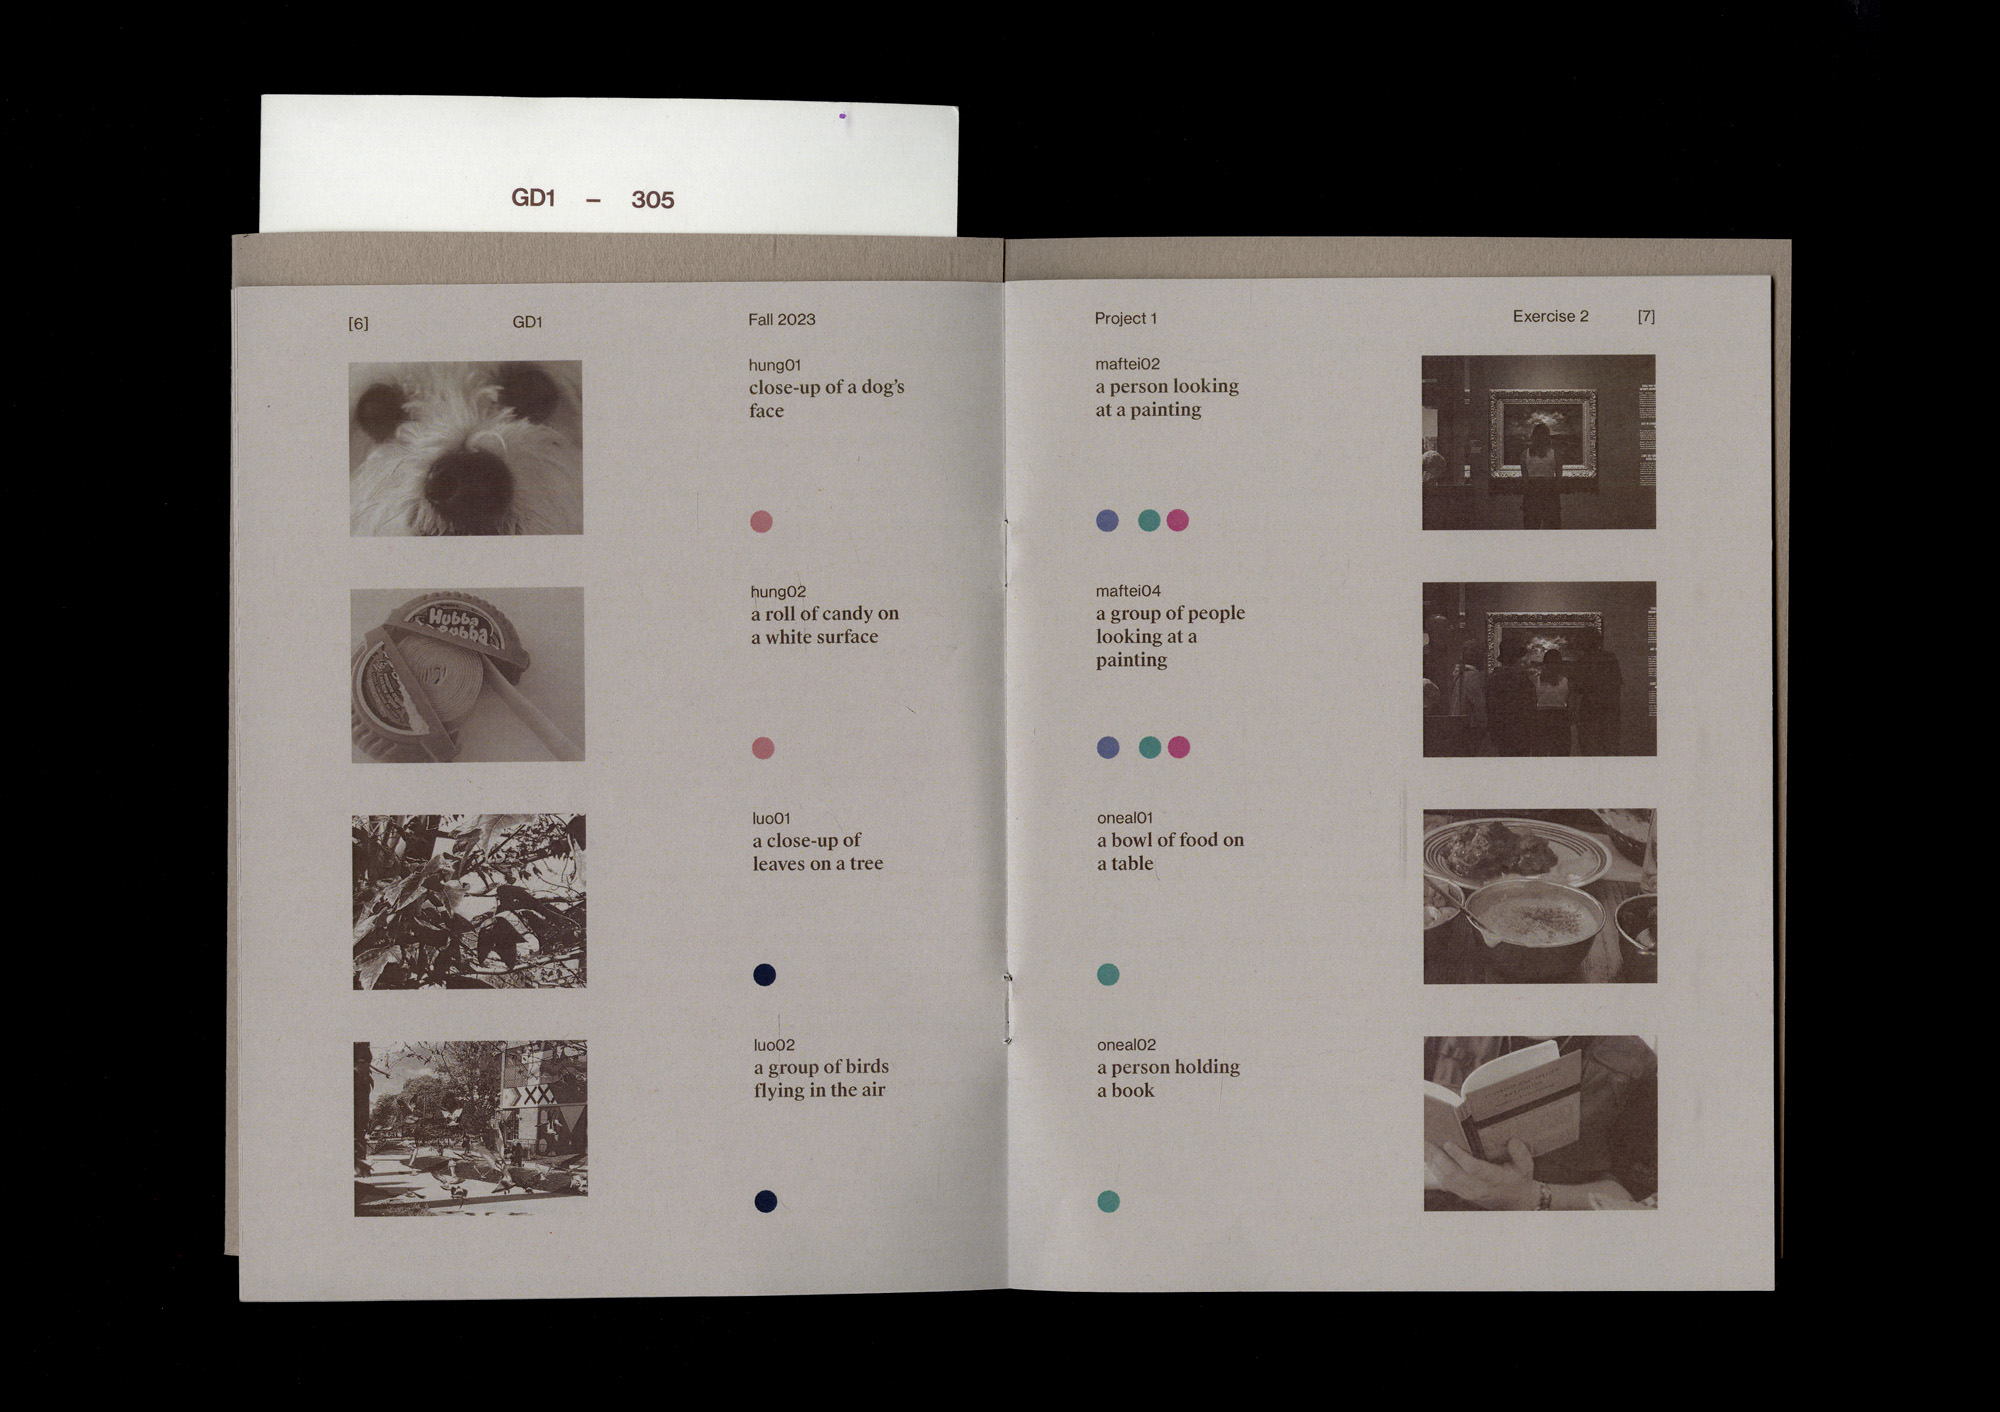 GD1 – 305
[6] GD1 Fall 2023
hung01
close-up of a dog's
face
Hubba
Bubba
hung02
a roll of candy on
a white surface
luo01
a close-up of
leaves on a tree
luo02
a group of birds
flying in the air
XX
Project 1 Exercise 2 [7]
maftei02
a person looking
at a painting
maftei04
a group of people
looking at a
painting
oneal01
a bowl of food on
a table
oneal02
a person holding
a book